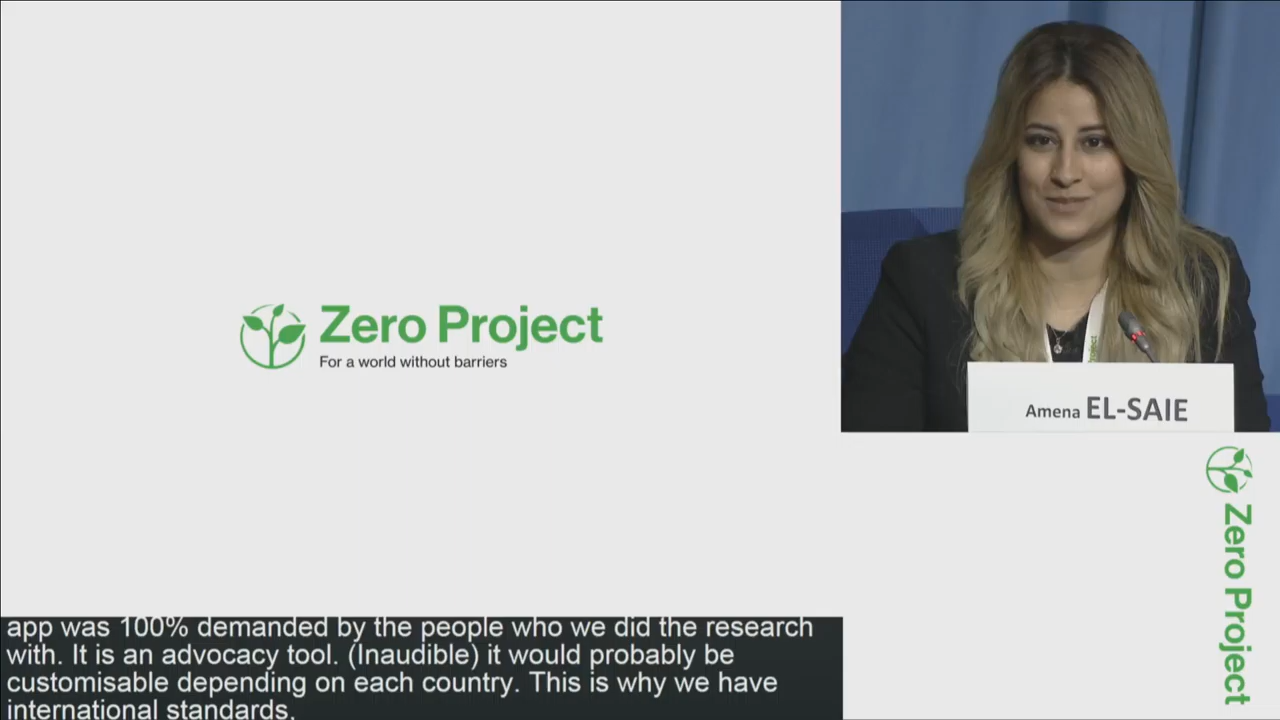 Zero Project
For a world without barriers
Project
Amena EL-SAIE
Zero Project
app was 100% demanded by the people who we did the research
with. It is an advocacy tool. (Inaudible) it would probably be
customisable depending on each country. This is why we have
international standards.